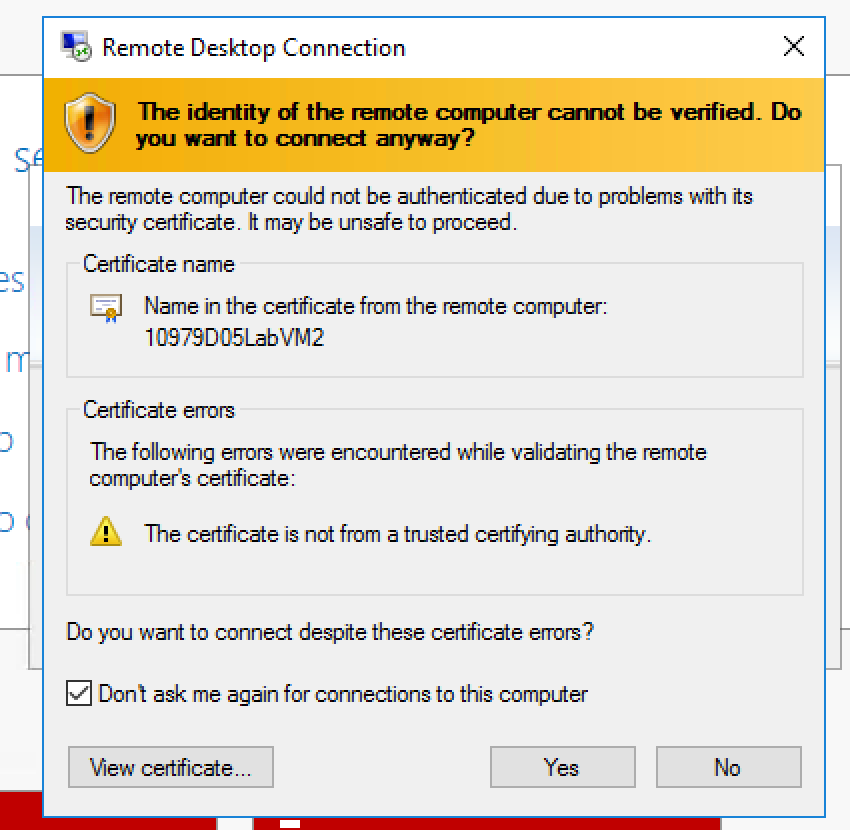 Remote Desktop Connection
The identity of the remote computer cannot be verified. Do
you want to connect anyway?
The remote computer could not be authenticated due to problems with its
security certificate. It may be unsafe to proceed.
Certificate name
Name in the certificate from the remote computer:
10979D05LabVM2
Certificate errors
The following errors were encountered while validating the remote
computer's certificate:
The certificate is not from a trusted certifying authority.
Do you want to connect despite these certificate errors?
Don't ask me again for connections to this computer
View certificate...
Yes
No